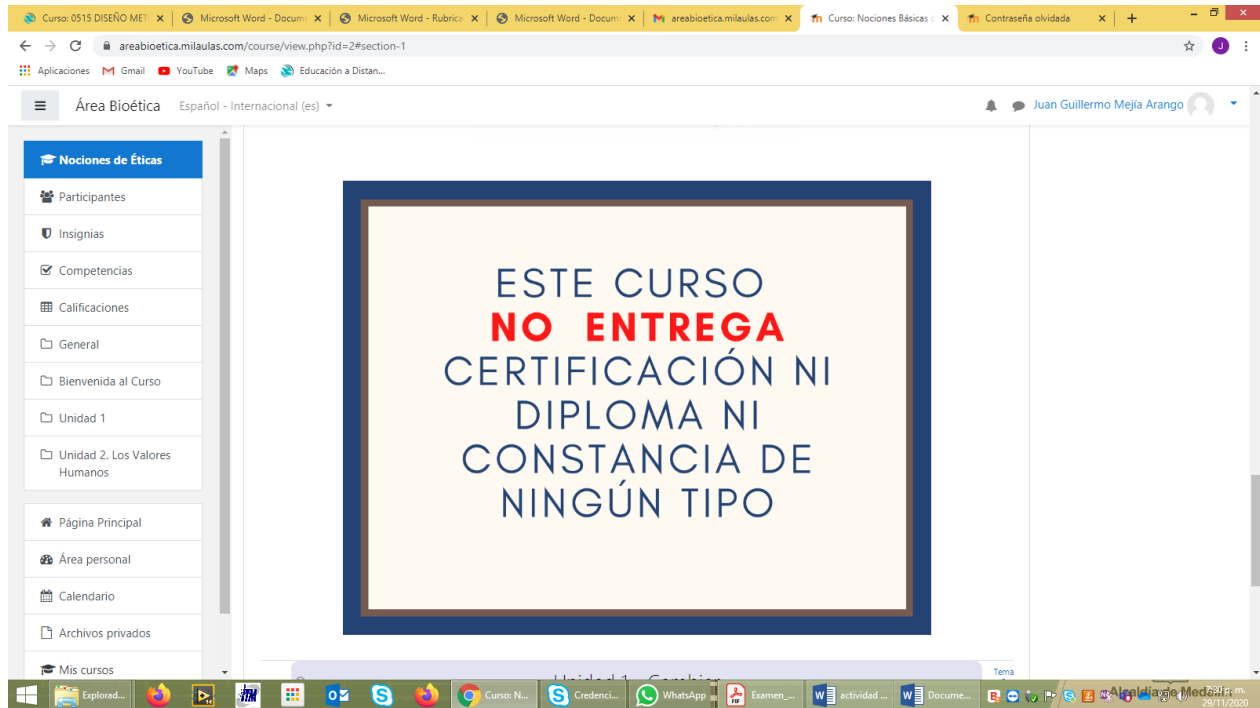 Curso: 0515 DISEÑO MET
Microsoft Word - Docum
Microsoft Word - Rubrica
Microsoft Word - Docum
areabioetica.milaulas.com
Curso: Nociones Básicas
Contraseña olvidada
areabioetica.milaulas.com/course/view.php?id=2#section-1
J
Aplicaciones
Gmail
YouTube
Maps
Educación a Distan...
Área Bioética
Español - Internacional (es)
Juan Guillermo Mejía Arango
Nociones de Éticas
Participantes
Insignias
Competencias
Calificaciones
General
Bienvenida al Curso
Unidad 1
Unidad 2. Los Valores
Humanos
Página Principal
Área personal
Calendario
Archivos privados
Mis cursos
ESTE CURSO
NO ENTREGA
CERTIFICACIÓN NI
DIPLOMA NI
CONSTANCIA DE
NINGÚN TIPO
Tema
Explorad...
Curso: N...
Credenci...
WhatsApp
Examen_...
actividad ...
Docume...
Alcaldía de Medellín
7:30 p. m.
29/11/2020